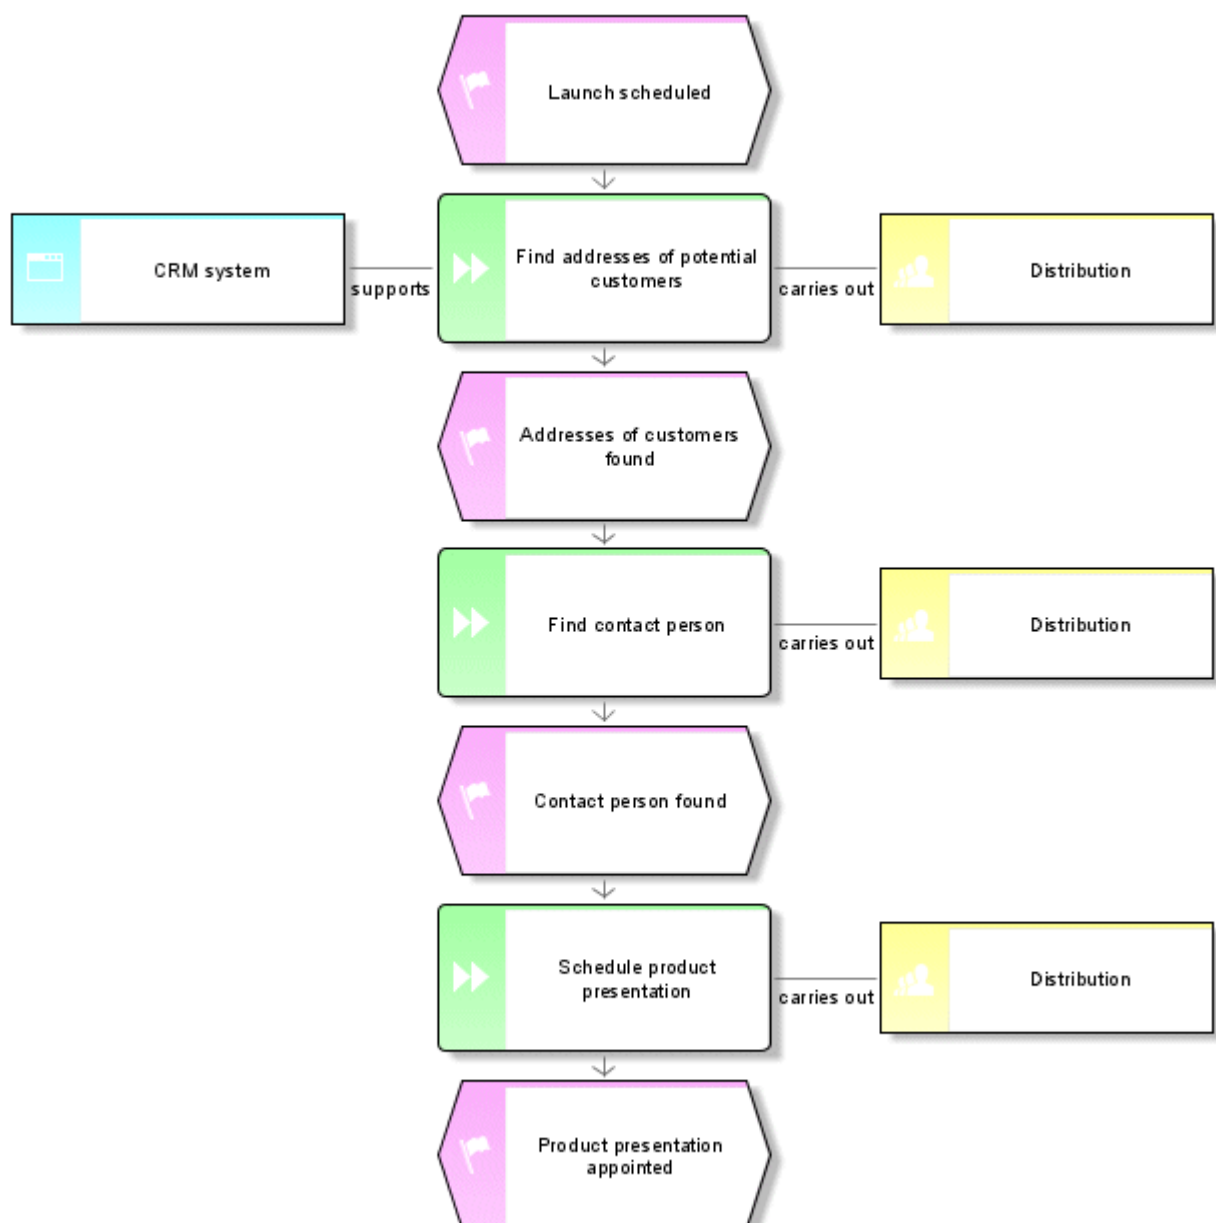 Launch scheduled
CRM system
supports
Find addresses of potential
customers
carries out
Distribution
Addresses of customers
found
Find contact person
carries out
Distribution
Contact person found
Schedule product
presentation
carries out
Distribution
Product presentation
appointed